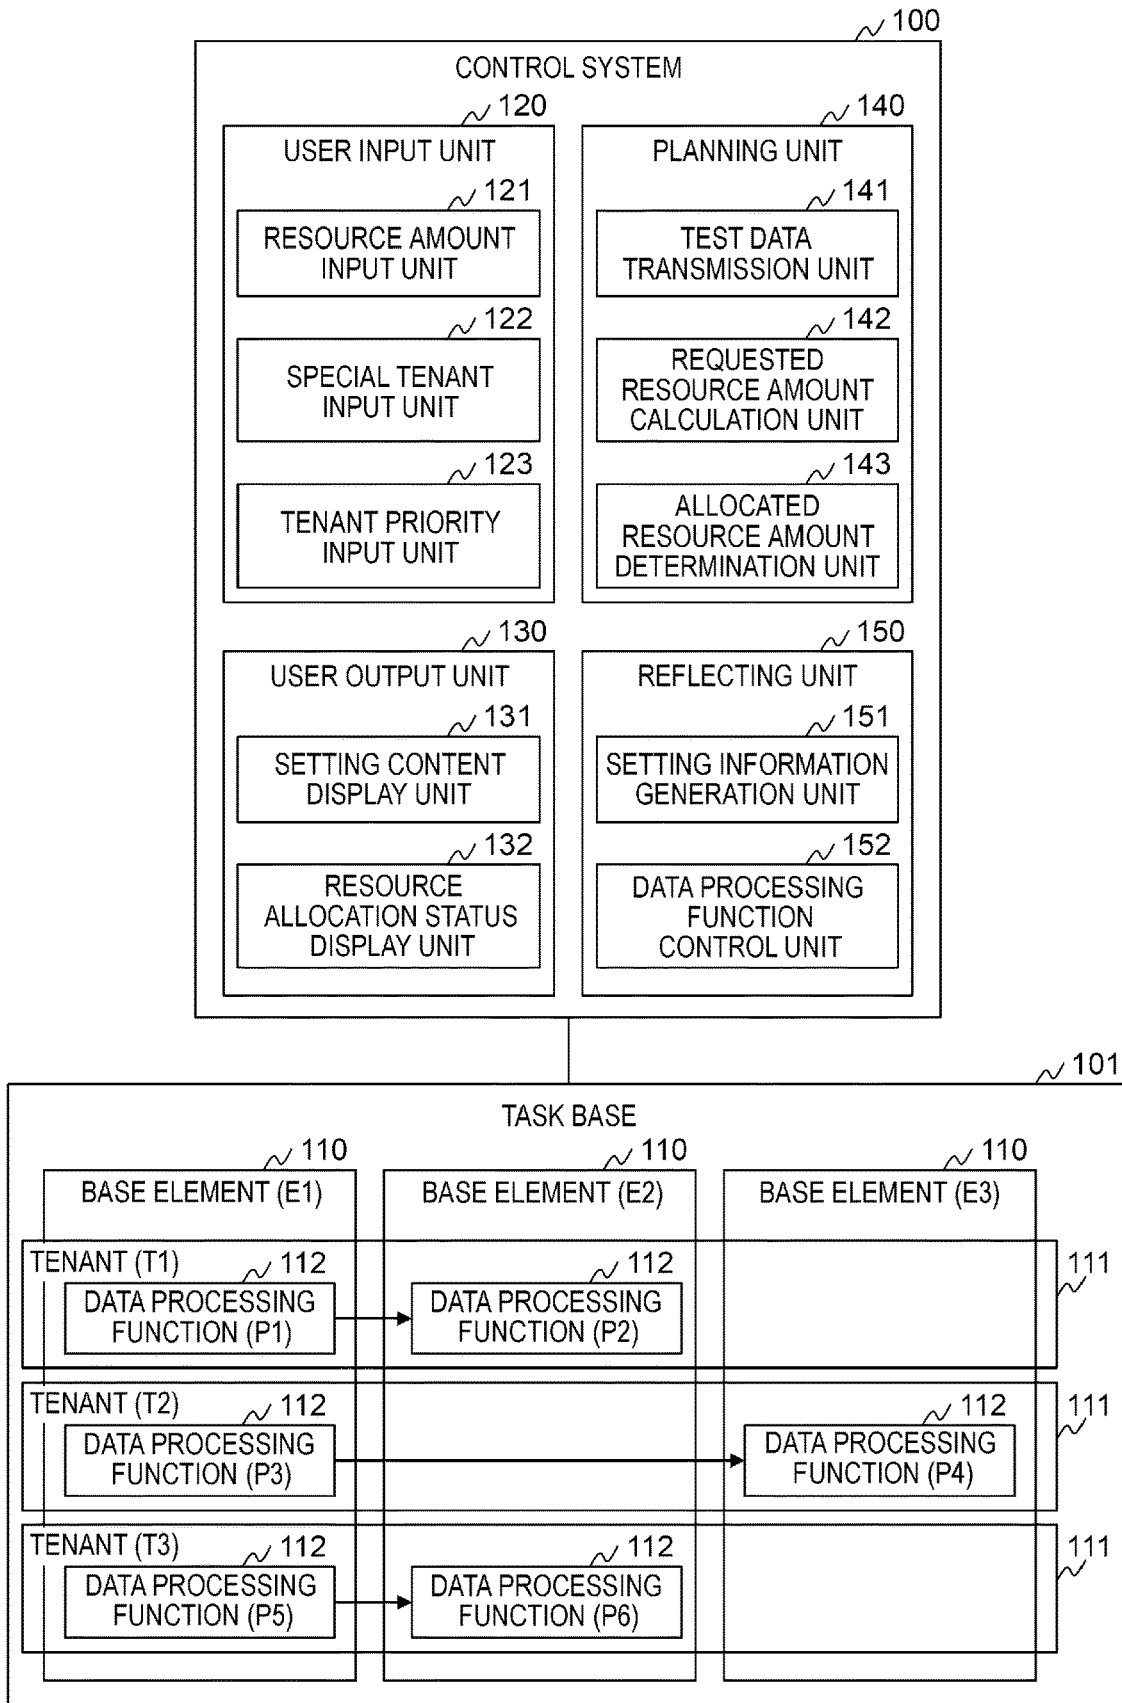 100
CONTROL SYSTEM
120
USER INPUT UNIT
121
RESOURCE AMOUNT
INPUT UNIT
122
SPECIAL TENANT
INPUT UNIT
123
TENANT PRIORITY
INPUT UNIT
140
PLANNING UNIT
141
TEST DATA
TRANSMISSION UNIT
142
REQUESTED
RESOURCE AMOUNT
CALCULATION UNIT
143
ALLOCATED
RESOURCE AMOUNT
DETERMINATION UNIT
130
USER OUTPUT UNIT
131
SETTING CONTENT
DISPLAY UNIT
132
RESOURCE
ALLOCATION STATUS
DISPLAY UNIT
150
REFLECTING UNIT
151
SETTING INFORMATION
GENERATION UNIT
152
DATA PROCESSING
FUNCTION
CONTROL UNIT
101
TASK BASE
110
BASE ELEMENT (E1)
110
BASE ELEMENT (E2)
110
BASE ELEMENT (E3)
TENANT (T1)
112
DATA PROCESSING
FUNCTION (P1)
112
DATA PROCESSING
FUNCTION (P2)
111
TENANT (T2)
112
DATA PROCESSING
FUNCTION (P3)
112
DATA PROCESSING
FUNCTION (P4)
111
TENANT (T3)
112
DATA PROCESSING
FUNCTION (P5)
112
DATA PROCESSING
FUNCTION (P6)
111